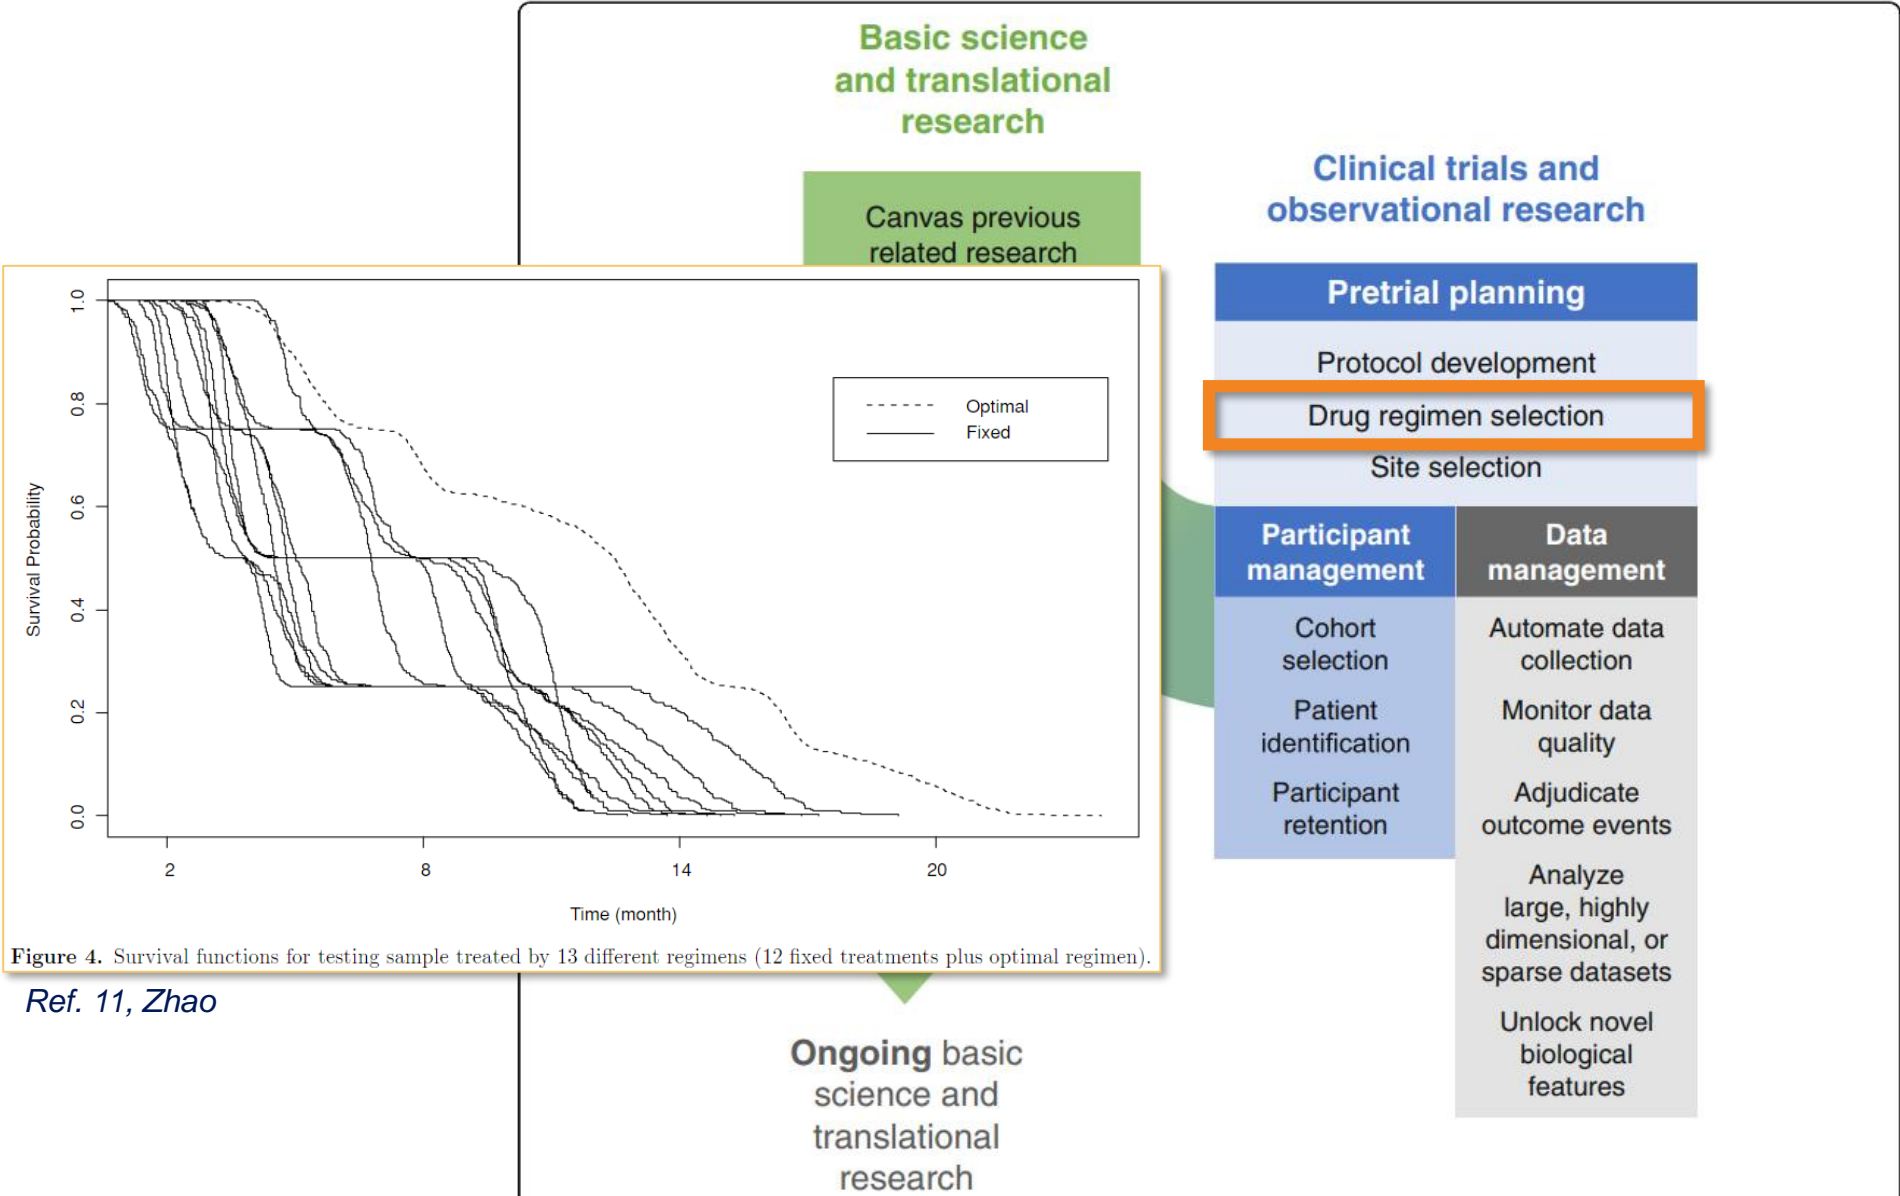 Basic science
and translational
research
Canvas previous
related research
Clinical trials and
observational research
Pretrial planning
Protocol development
Drug regimen selection
Site selection
Participant
management
Cohort
selection
Patient
identification
Participant
retention
Data
management
Automate data
collection
Monitor data
quality
Adjudicate
outcome events
Analyze
large, highly
dimensional, or
sparse datasets
Unlock novel
biological
features
Survival Probability
1.0
0.8
0.6
0.4
0.2
0.0
Optimal
Fixed
2 8 14 20
Time (month)
Figure 4. Survival functions for testing sample treated by 13 different regimens (12 fixed treatments plus optimal regimen).
Ref. 11, Zhao
Ongoing basic
science and
translational
research